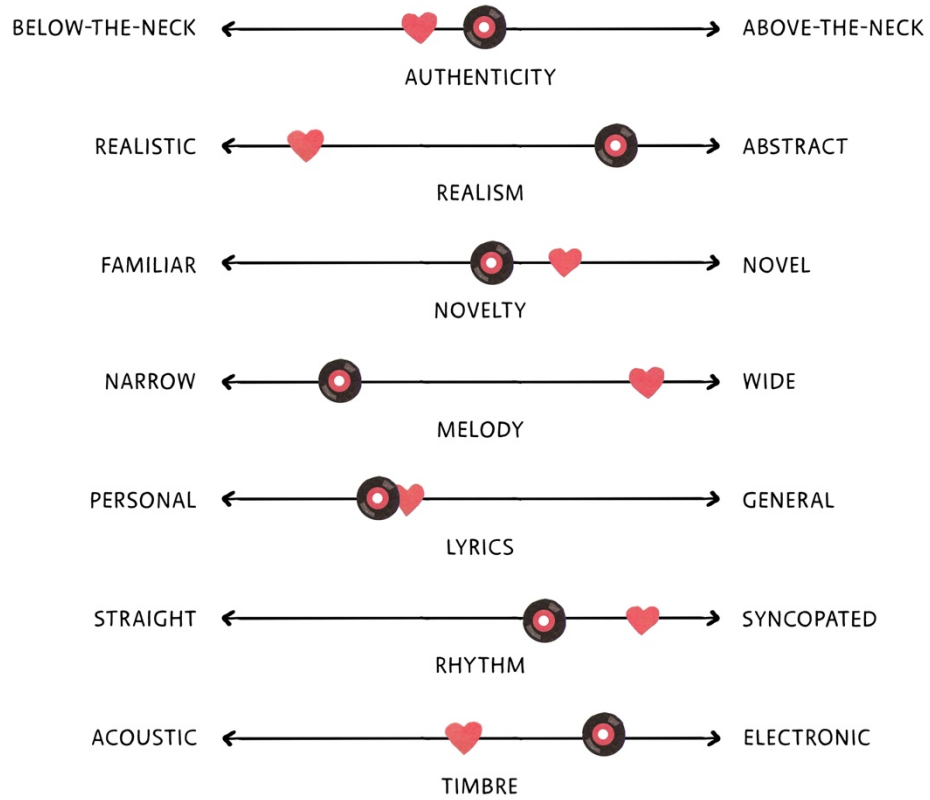 BELOW-THE-NECK ABOVE-THE-NECK
AUTHENTICITY
REALISTIC ABSTRACT
REALISM
FAMILIAR NOVEL
NOVELTY
NARROW WIDE
MELODY
PERSONAL GENERAL
LYRICS
STRAIGHT SYNCOPATED
RHYTHM
ACOUSTIC ELECTRONIC
TIMBRE